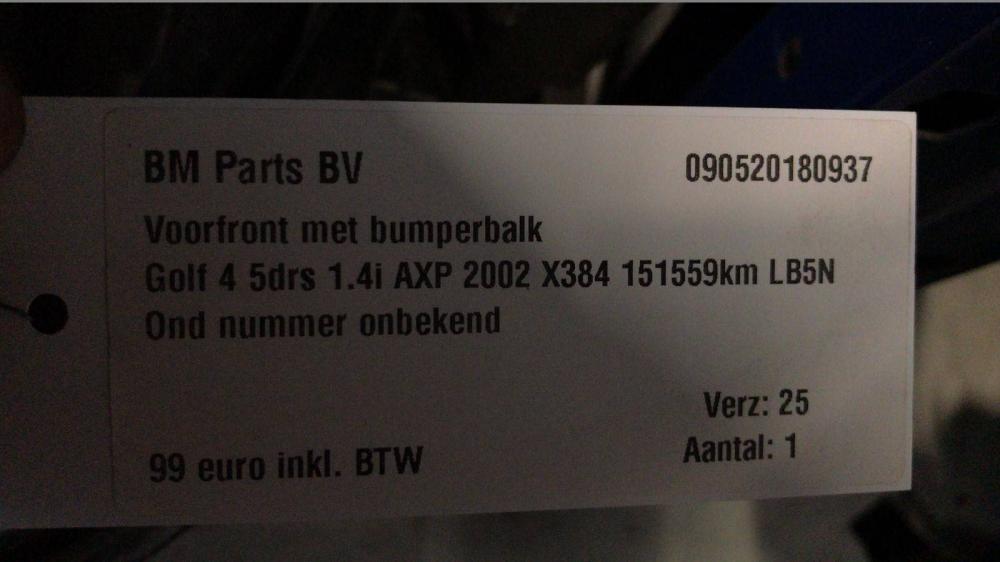 BM Parts BV 090520180937
Voorfront met bumperbalk
Golf 4 5drs 1.4i AXP 2002 X384 151559km LB5N
Ond nummer onbekend
Verz: 25
99 euro inkl. BTW Aantal: 1